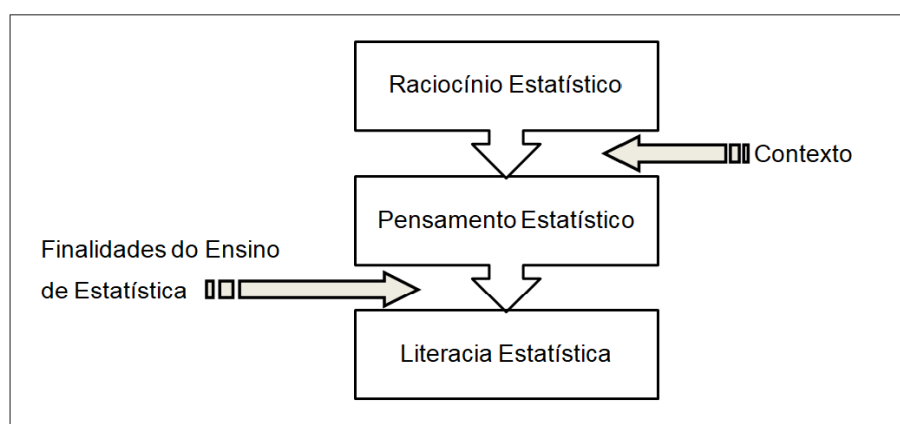 Raciocínio Estatístico
Contexto
Pensamento Estatístico
Finalidades do Ensino
de Estatística
Literacia Estatística